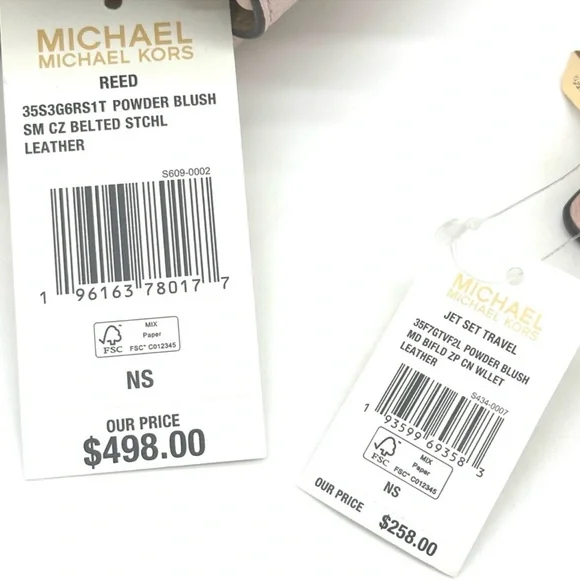 MICHAEL
MICHAEL KORS
REED
35S3G6RS1T POWDER BLUSH
SM CZ BELTED STCHL
LEATHER
S609-0002
1 96163 78017 7
FSC
MIX
Paper
FSC™ C012345
NS
OUR PRICE
$498.00
MICHAEL
MICHAEL KORS
JET SET TRAVEL
35F7GTVF2L POWDER BLUSH
MD BIFLD ZP CN WLLET
LEATHER
S434-0007
1 93599 69358 3
FSC
MIX
Paper
FSC™ C012345
NS
OUR PRICE
$258.00